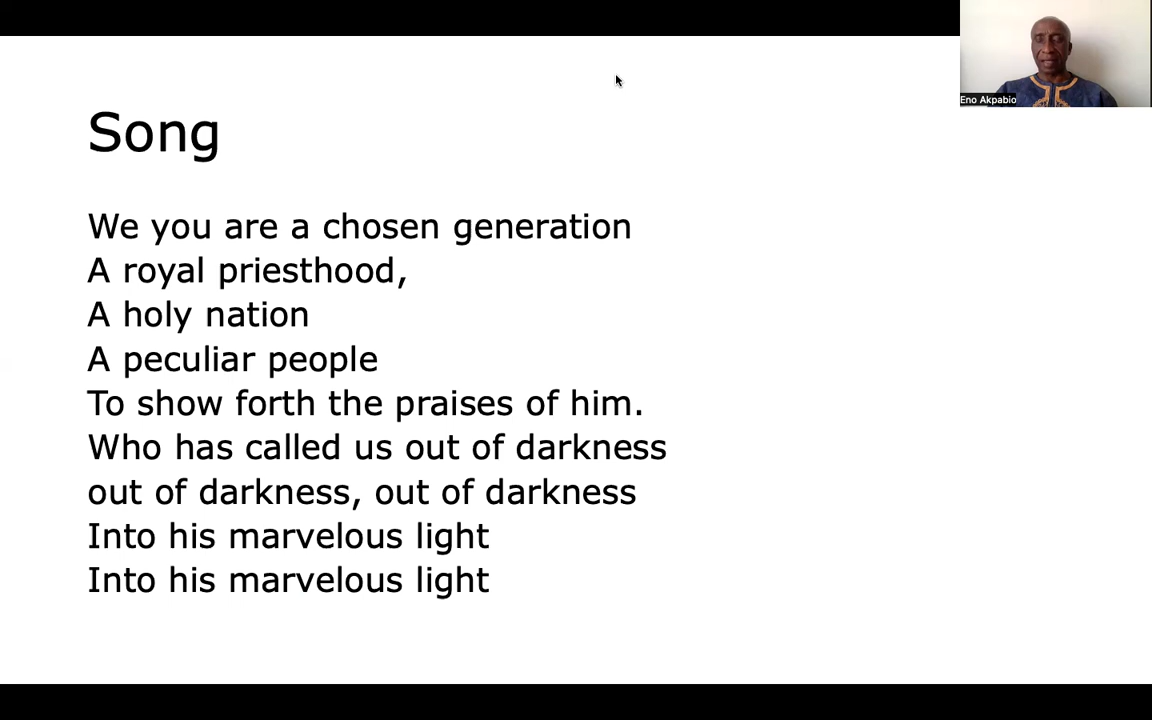 Eno Akpabio
Song
We you are a chosen generation
A royal priesthood,
A holy nation
A peculiar people
To show forth the praises of him.
Who has called us out of darkness
out of darkness, out of darkness
Into his marvelous light
Into his marvelous light